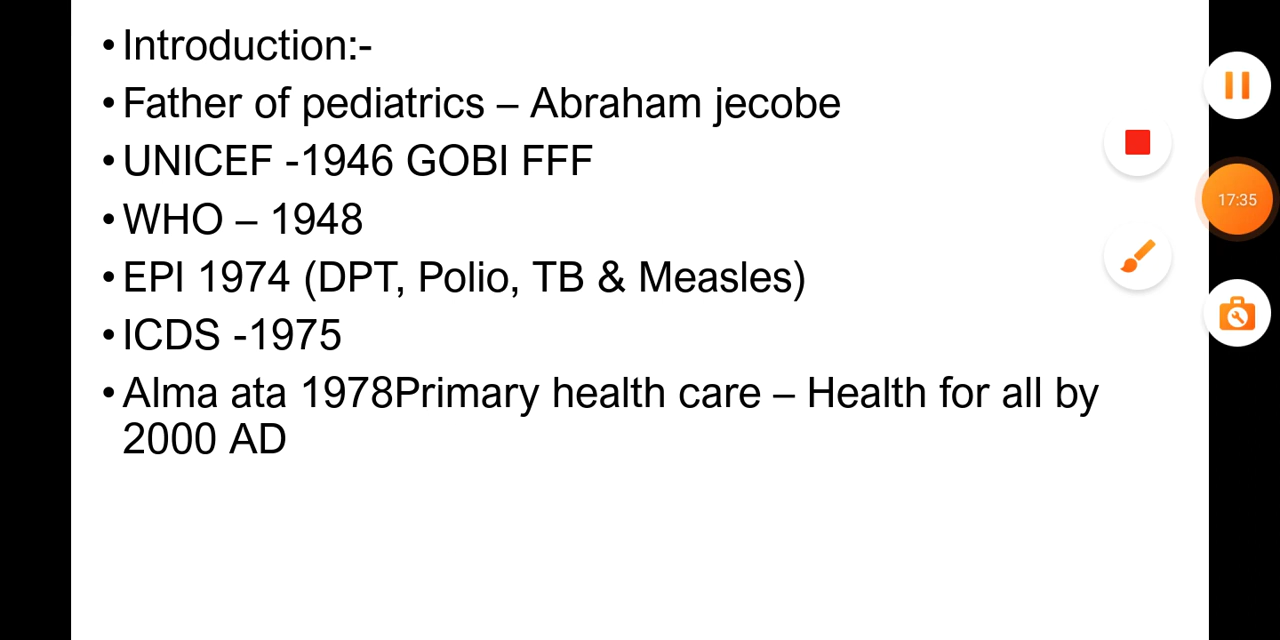 • Introduction:-
• Father of pediatrics – Abraham jecobe
• UNICEF -1946 GOBI FFF
• WHO – 1948
• EPI 1974 (DPT, Polio, TB & Measles)
• ICDS -1975
• Alma ata 1978Primary health care – Health for all by
2000 AD
17:35